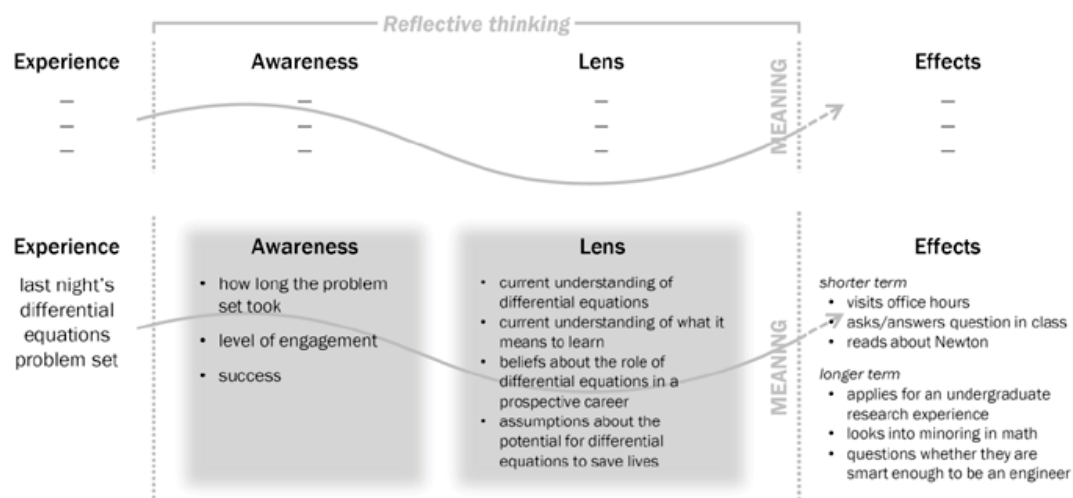 Reflective thinking
Experience
Awareness
Lens
Effects
MEANING
Experience
last night's
differential
equations
problem set
Awareness
• how long the problem
set took
• level of engagement
• success
Lens
• current understanding of
differential equations
• current understanding of what it
means to learn
• beliefs about the role of
differential equations in a
prospective career
• assumptions about the
potential for differential
equations to save lives
MEANING
Effects
shorter term
• visits office hours
• asks/answers question in class
• reads about Newton
longer term
• applies for an undergraduate
research experience
• looks into minoring in math
• questions whether they are
smart enough to be an engineer